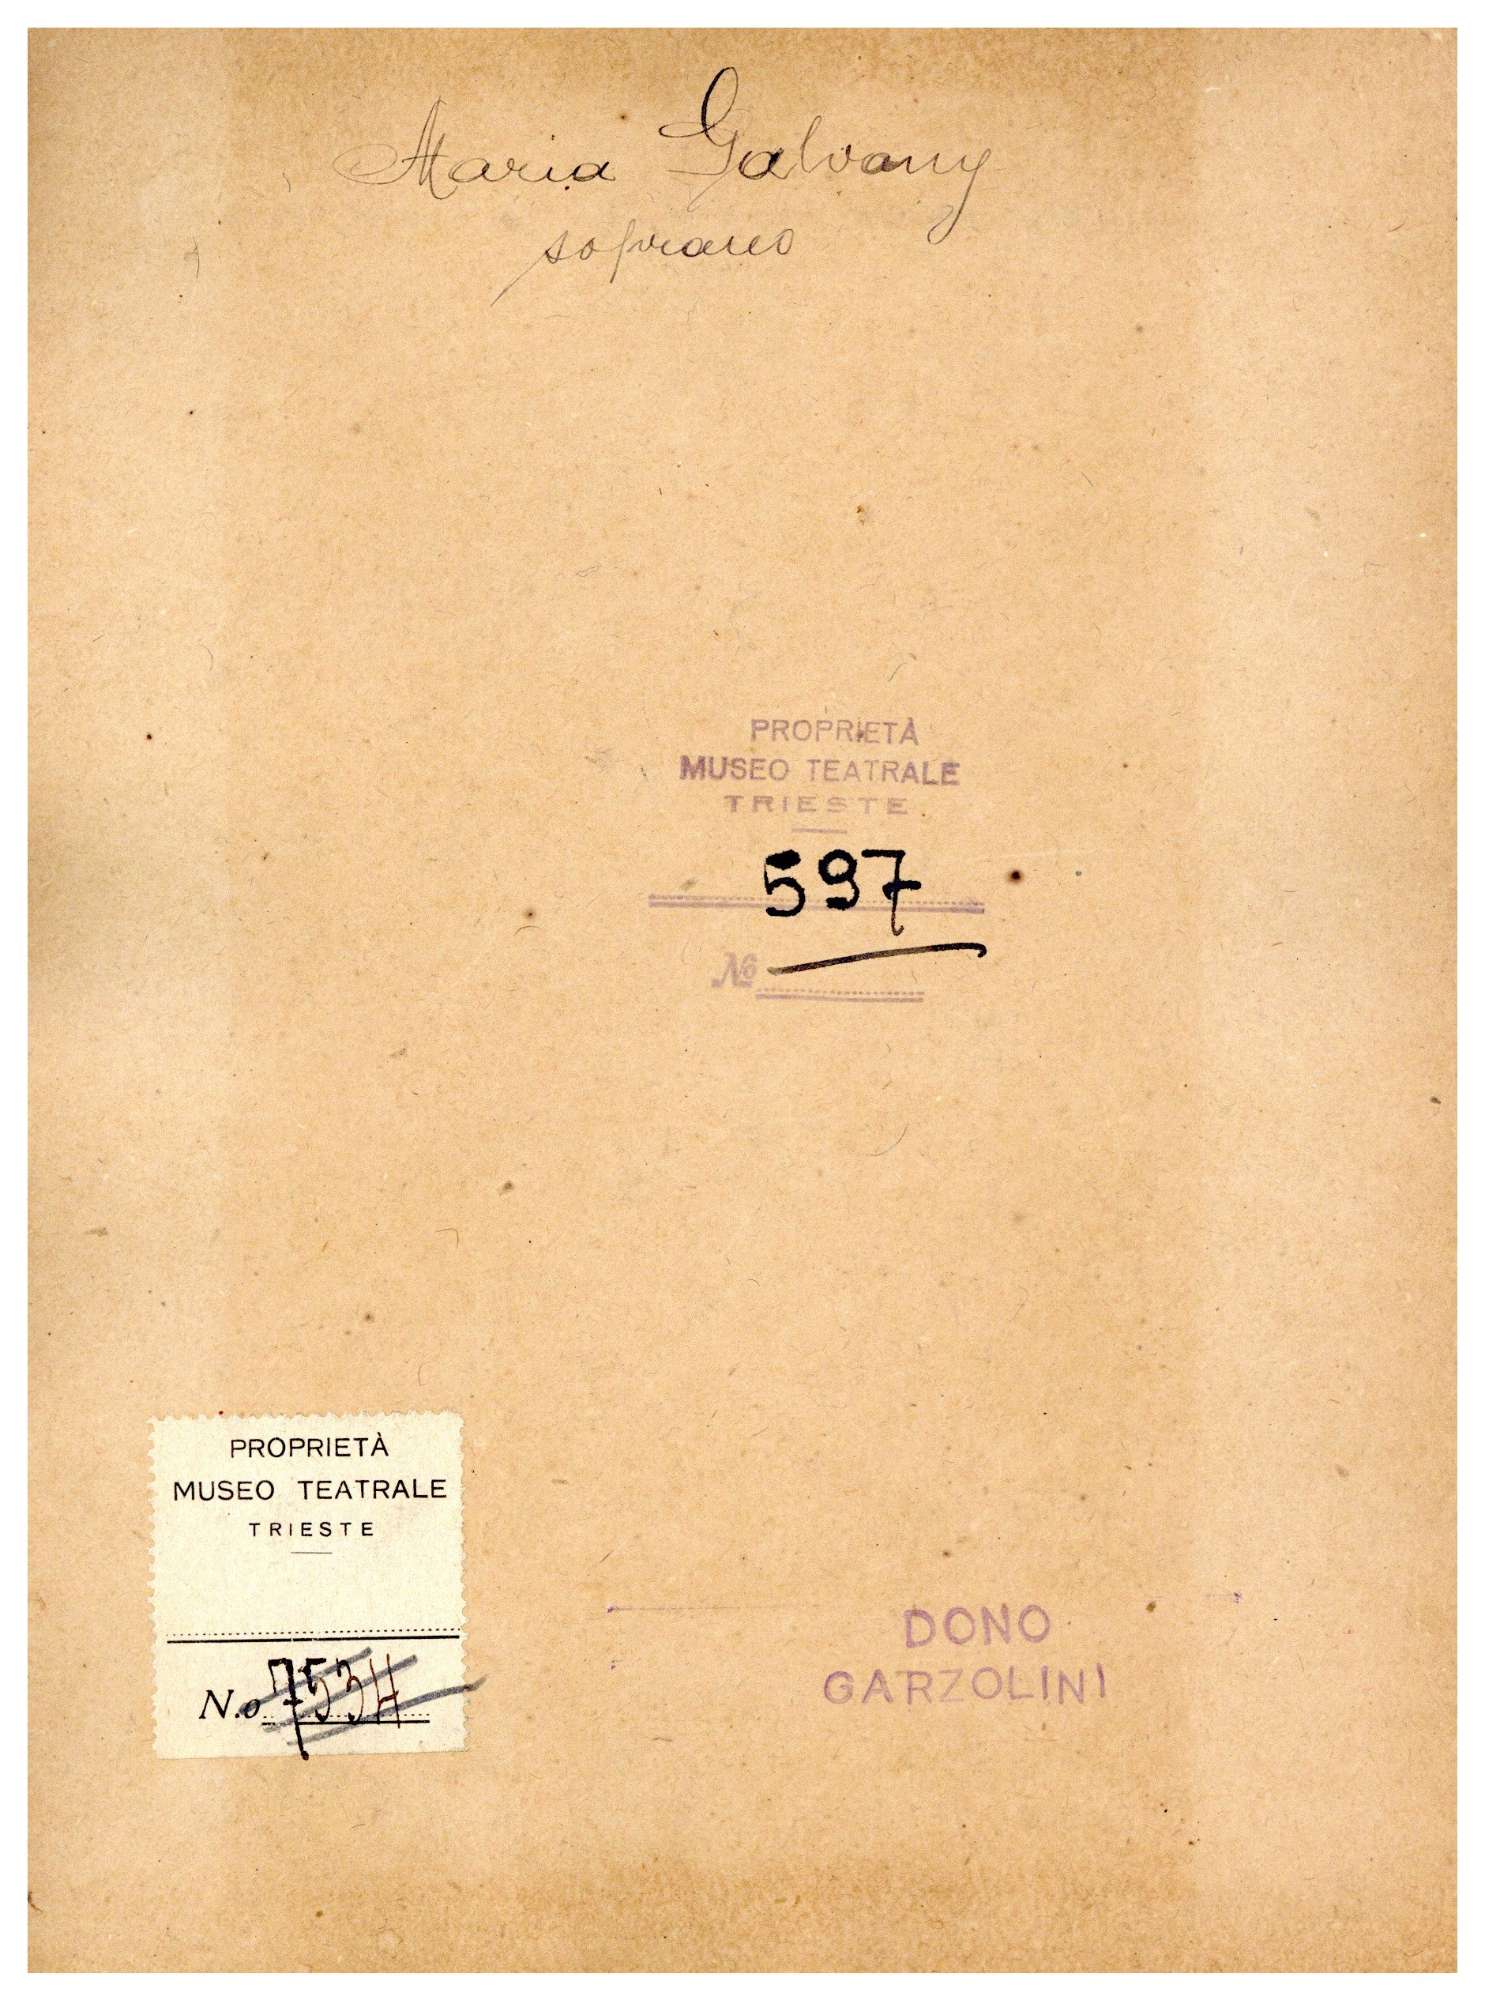 Maria Galvany
soprano
PROPRIETÀ
MUSEO TEATRALE
TRIESTE
597
№
PROPRIETÀ
MUSEO TEATRALE
TRIESTE
N.o 7534
DONO
GARZOLINI